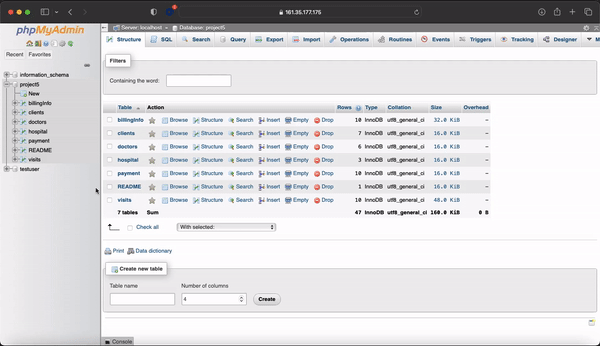 161.35.177.175
phpMyAdmin
Recent Favorites
information_schema
project5
New
billingInfo
clients
doctors
hospital
payment
README
visits
testuser
Server: localhost » Database: project5
Structure SQL Search Query Export Import Operations Routines Events Triggers Tracking Designer
Filters
Containing the word:
Table Action Rows Type Collation Size Overhead
billingInfo Browse Structure Search Insert Empty Drop 10 InnoDB utf8_general_ci 32.0 KiB –
clients Browse Structure Search Insert Empty Drop 7 InnoDB utf8_general_ci 16.0 KiB –
doctors Browse Structure Search Insert Empty Drop 6 InnoDB utf8_general_ci 16.0 KiB –
hospital Browse Structure Search Insert Empty Drop 3 InnoDB utf8_general_ci 16.0 KiB –
payment Browse Structure Search Insert Empty Drop 10 InnoDB utf8_general_ci 16.0 KiB –
README Browse Structure Search Insert Empty Drop 1 InnoDB utf8_general_ci 16.0 KiB –
visits Browse Structure Search Insert Empty Drop 10 InnoDB utf8_general_ci 48.0 KiB –
7 tables Sum 47 InnoDB utf8_general_ci 160.0 KiB 0 B
Check all With selected:
Print Data dictionary
Create new table
Table name Number of columns
4 Create
Console